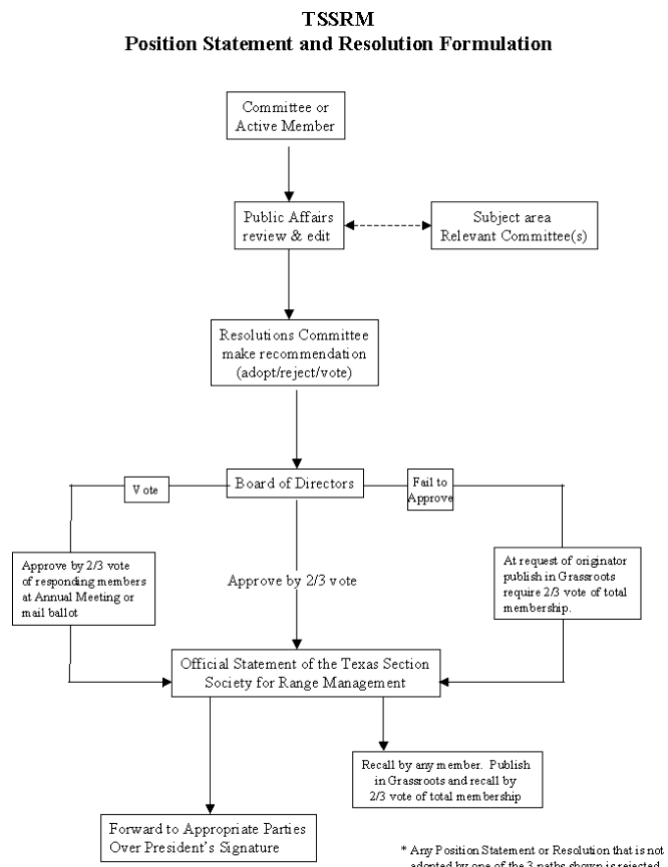 TSSRM
Position Statement and Resolution Formulation
Committee or
Active Member
Public Affairs
review & edit
Subject area
Relevant Committee(s)
Resolutions Committee
make recommendation
(adopt/reject/vote)
Vote
Board of Directors
Fail to
Approve
Approve by 2/3 vote
of responding members
at Annual Meeting or
mail ballot
Approve by 2/3 vote
At request of originator
publish in Grassroots
require 2/3 vote of total
membership.
Official Statement of the Texas Section
Society for Range Management
Recall by any member.  Publish
in Grassroots and recall by
2/3 vote of total membership
Forward to Appropriate Parties
Over President's Signature
* Any Position Statement or Resolution that is not
adopted by one of the 3 paths shown is rejected